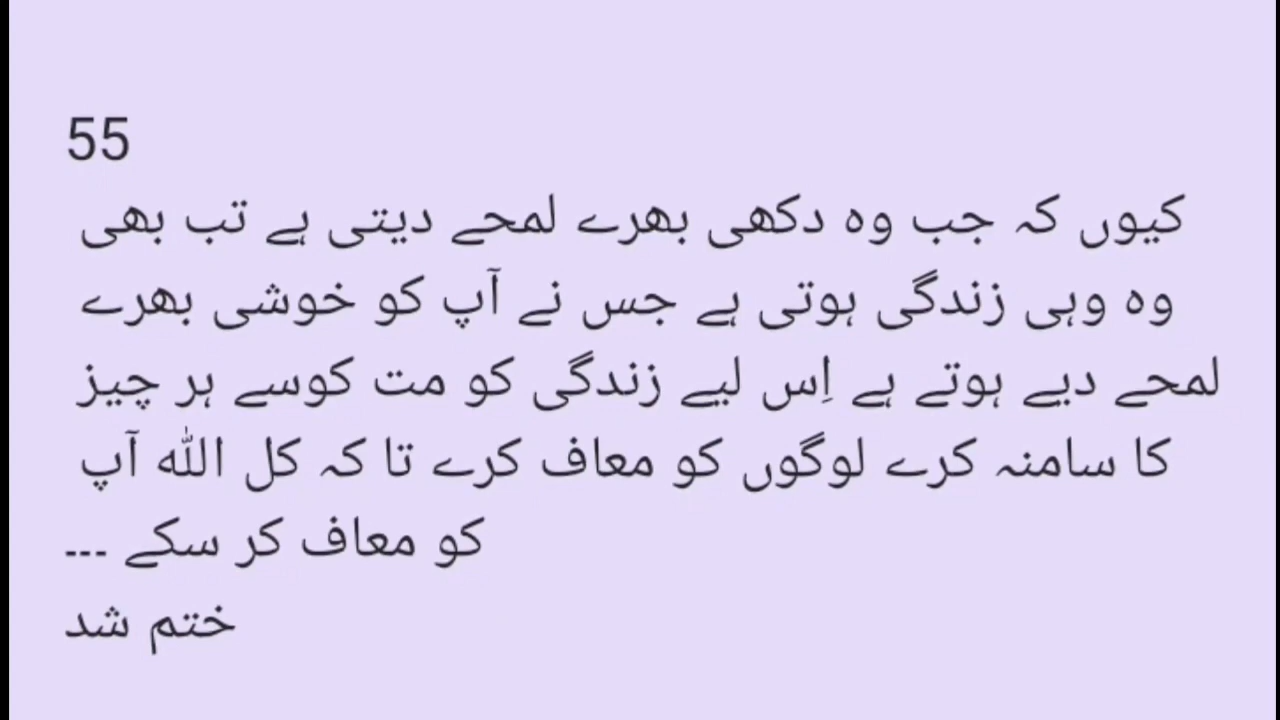 55
کیوں کہ جب وہ دکھی بھرے لمحے دیتی ہے تب بھی
وہ وہی زندگی ہوتی ہے جس نے آپ کو خوشی بھرے
لمحے دیے ہوتے ہے اِس لیے زندگی کو مت کوسے ہر چیز
کا سامنہ کرے لوگوں کو معاف کرے تا کہ کل اللہ آپ
کو معاف کر سکے ---
ختم شد